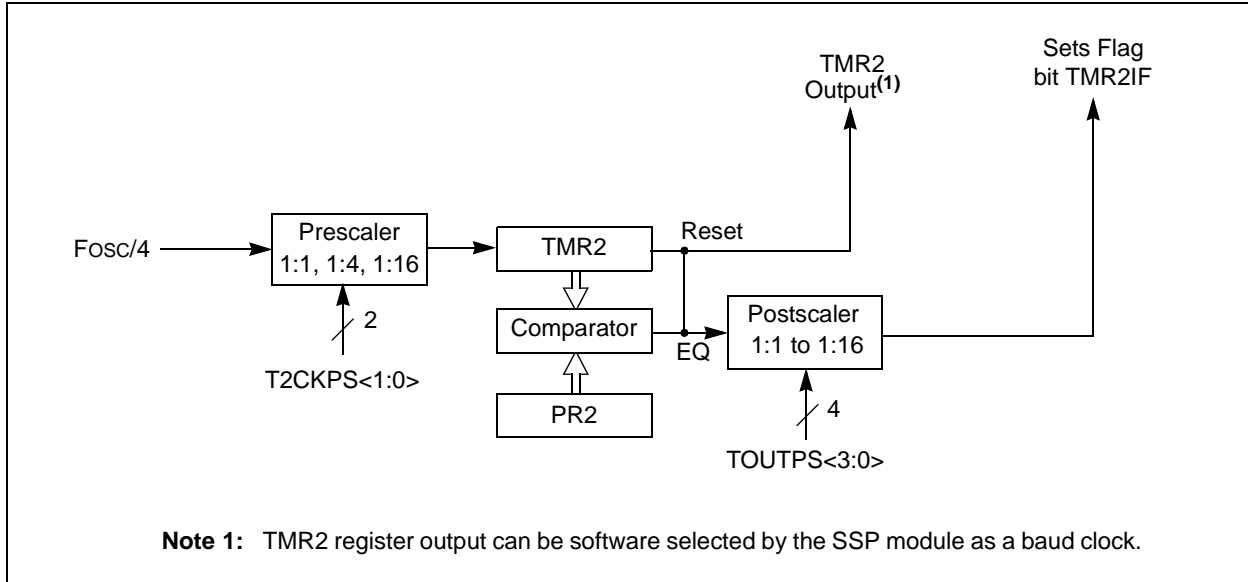 TMR2
Output(1)
Sets Flag
bit TMR2IF
FOSC/4
Prescaler
1:1, 1:4, 1:16
2
T2CKPS<1:0>
TMR2
Reset
Comparator
EQ
PR2
Postscaler
1:1 to 1:16
4
TOUTPS<3:0>
Note 1: TMR2 register output can be software selected by the SSP module as a baud clock.